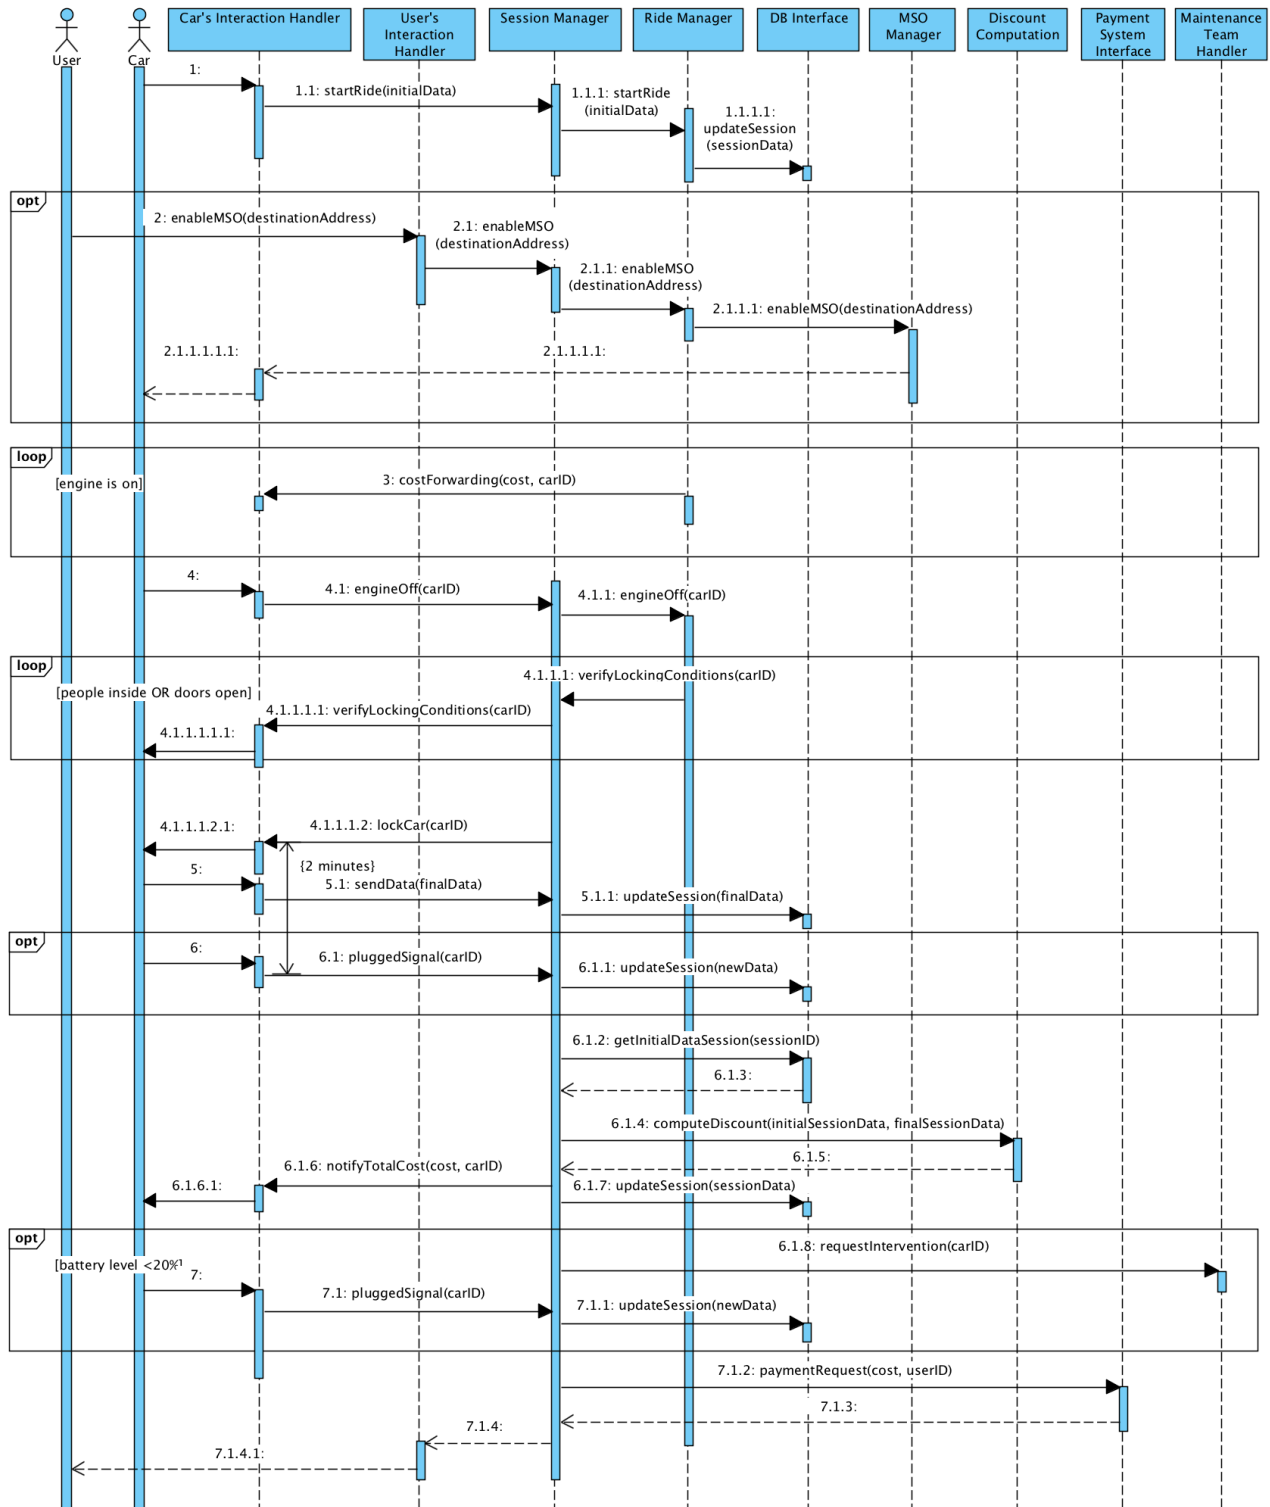 Car's Interaction Handler
User's
Interaction
Handler
Session Manager
Ride Manager
DB Interface
MSO
Manager
Discount
Computation
Payment
System
Interface
Maintenance
Team
Handler
User
Car
1:
1.1: startRide(initialData)
1.1.1: startRide
(initialData)
1.1.1.1:
updateSession
(sessionData)
opt
2: enableMSO(destinationAddress)
2.1: enableMSO
(destinationAddress)
2.1.1: enableMSO
(destinationAddress)
2.1.1.1: enableMSO(destinationAddress)
2.1.1.1.1.1:
2.1.1.1.1:
loop
[engine is on]
3: costForwarding(cost, carID)
4:
4.1: engineOff(carID)
4.1.1: engineOff(carID)
loop
[people inside OR doors open]
4.1.1.1: verifyLockingConditions(carID)
4.1.1.1.1: verifyLockingConditions(carID)
4.1.1.1.1.1:
4.1.1.1.2.1:
4.1.1.1.2: lockCar(carID)
{2 minutes}
5:
5.1: sendData(finalData)
5.1.1: updateSession(finalData)
opt
6:
6.1: pluggedSignal(carID)
6.1.1: updateSession(newData)
6.1.2: getInitialDataSession(sessionID)
6.1.3:
6.1.4: computeDiscount(initialSessionData, finalSessionData)
6.1.5:
6.1.6: notifyTotalCost(cost, carID)
6.1.6.1:
6.1.7: updateSession(sessionData)
opt
[battery level <20%]
6.1.8: requestIntervention(carID)
7:
7.1: pluggedSignal(carID)
7.1.1: updateSession(newData)
7.1.2: paymentRequest(cost, userID)
7.1.3:
7.1.4:
7.1.4.1: